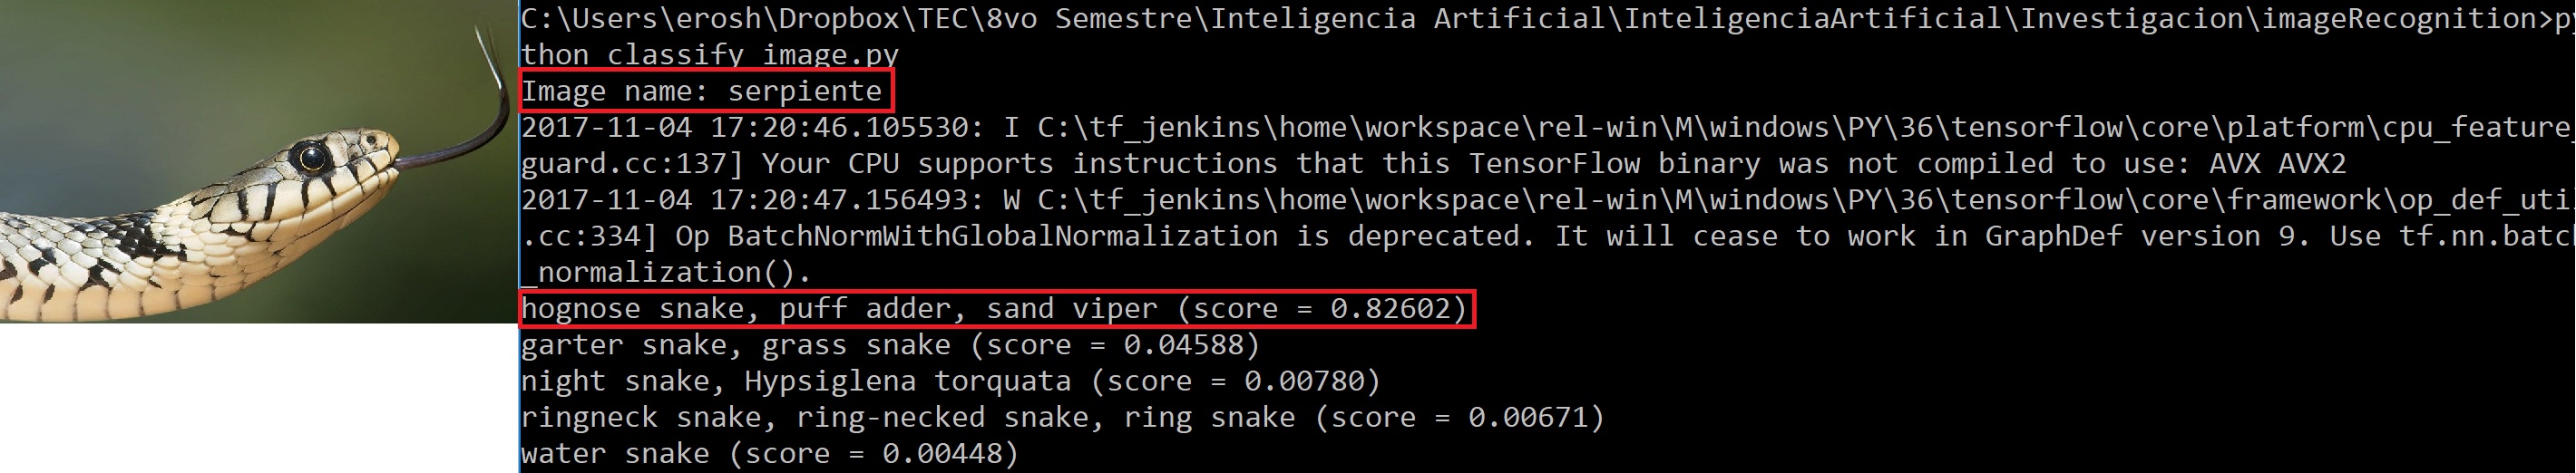 C:\Users\erosh\Dropbox\TEC\8vo Semestre\Inteligencia Artificial\InteligenciaArtificial\Investigacion\imageRecognition>py
thon classify_image.py
Image name: serpiente
2017-11-04 17:20:46.105530: I C:\tf_jenkins\home\workspace\rel-win\M\windows\PY\36\tensorflow\core\platform\cpu_feature_
guard.cc:137] Your CPU supports instructions that this TensorFlow binary was not compiled to use: AVX AVX2
2017-11-04 17:20:47.156493: W C:\tf_jenkins\home\workspace\rel-win\M\windows\PY\36\tensorflow\core\framework\op_def_util
.cc:334] Op BatchNormWithGlobalNormalization is deprecated. It will cease to work in GraphDef version 9. Use tf.nn.batch
_normalization().
hognose snake, puff adder, sand viper (score = 0.82602)
garter snake, grass snake (score = 0.04588)
night snake, Hypsiglena torquata (score = 0.00780)
ringneck snake, ring-necked snake, ring snake (score = 0.00671)
water snake (score = 0.00448)